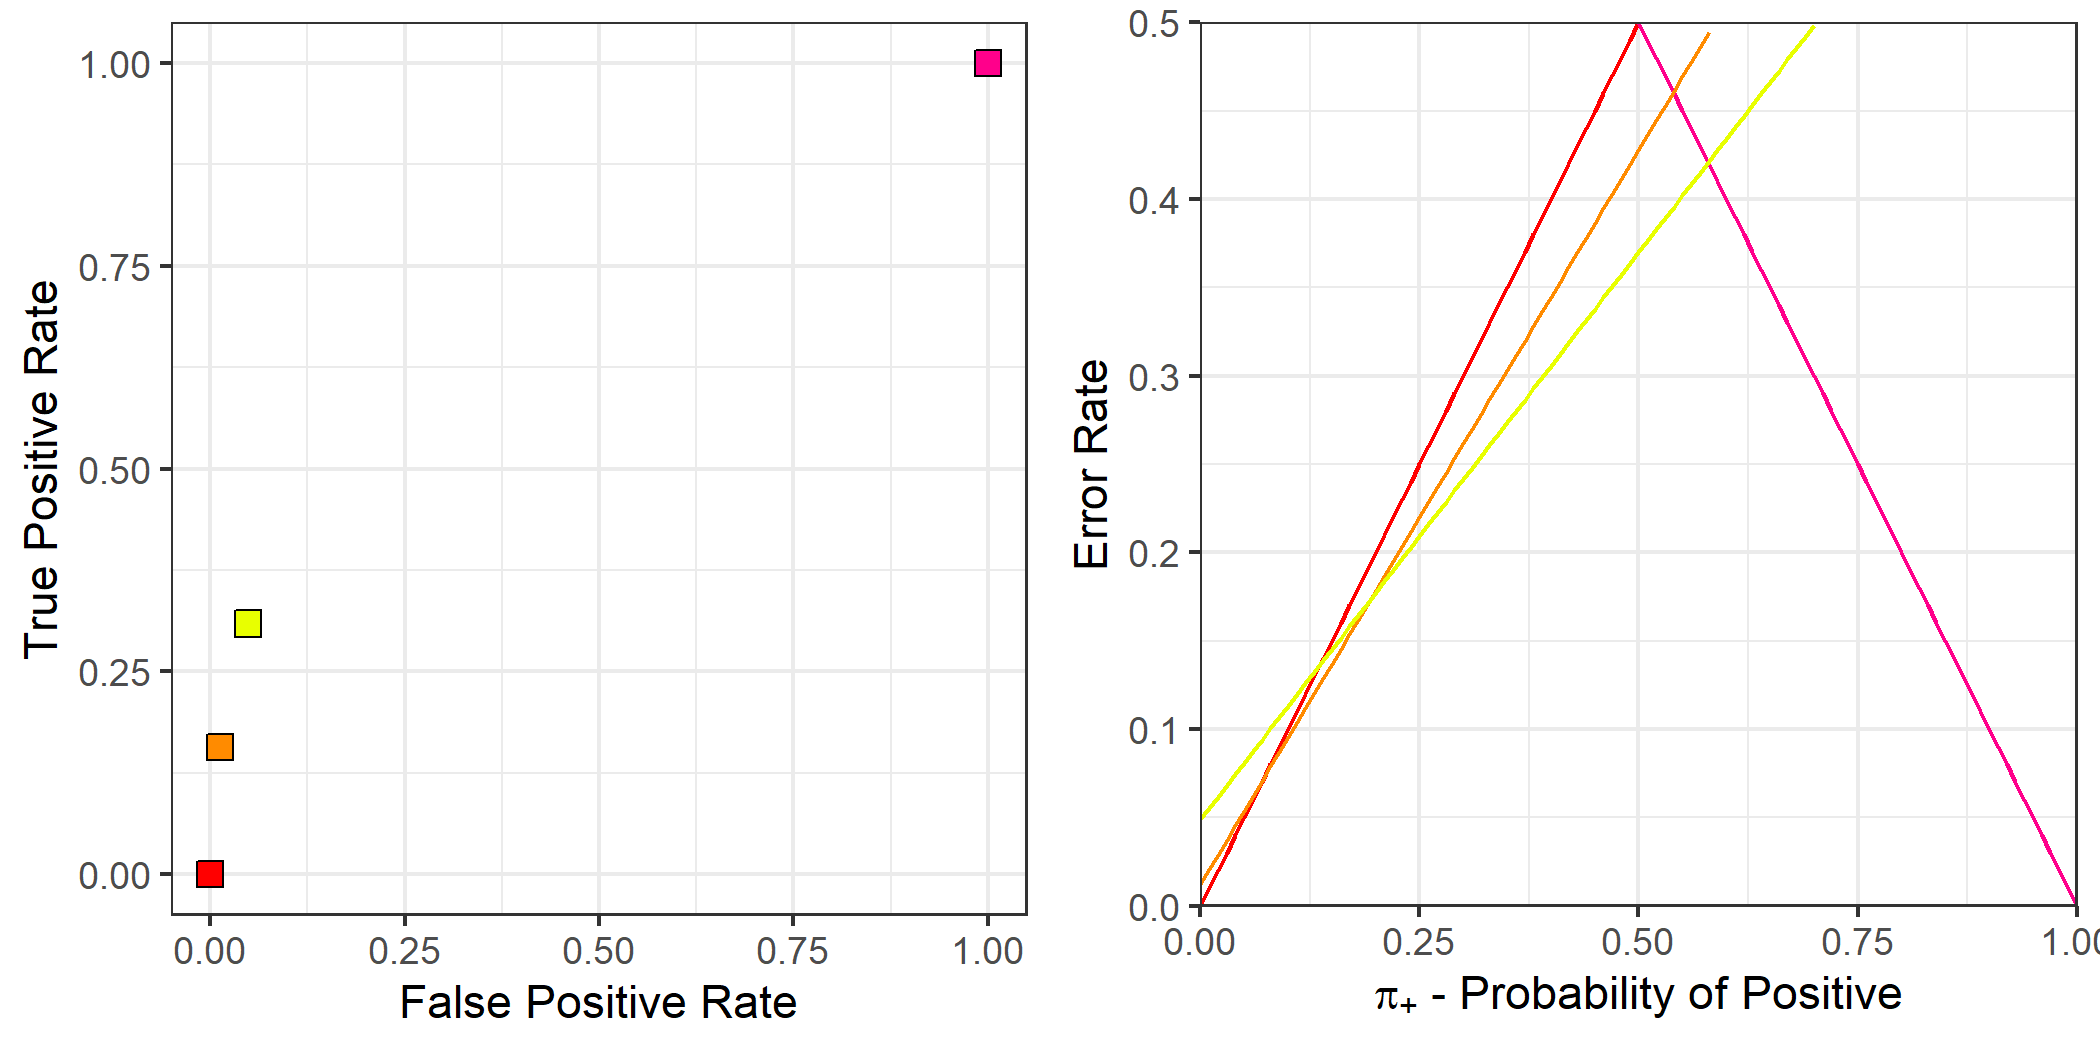 True Positive Rate
1.00
0.75
0.50
0.25
0.00
0.00 0.25 0.50 0.75 1.00
False Positive Rate
Error Rate
0.5
0.4
0.3
0.2
0.1
0.0
0.00 0.25 0.50 0.75 1.00
π+ - Probability of Positive